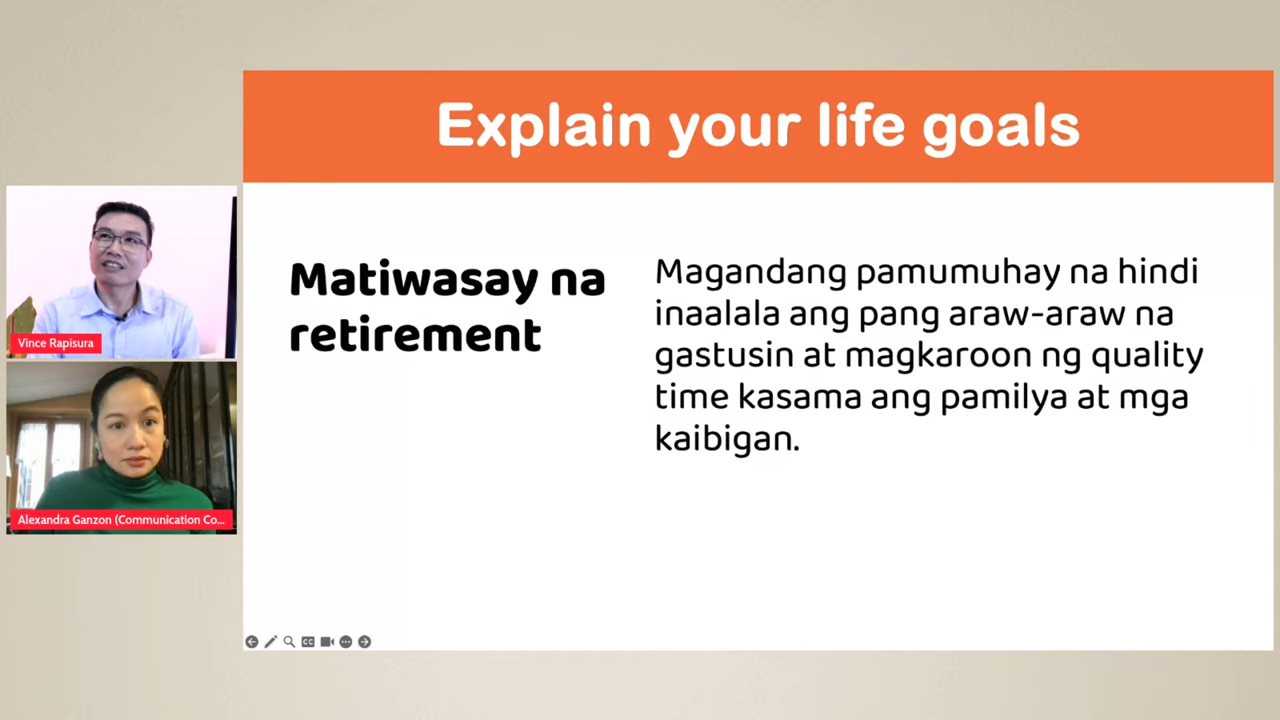 Explain your life goals
Matiwasay na
retirement
Magandang pamumuhay na hindi
inaalala ang pang araw-araw na
gastusin at magkaroon ng quality
time kasama ang pamilya at mga
kaibigan.
Vince Rapisura
Alexandra Ganzon (Communication Co...
CC